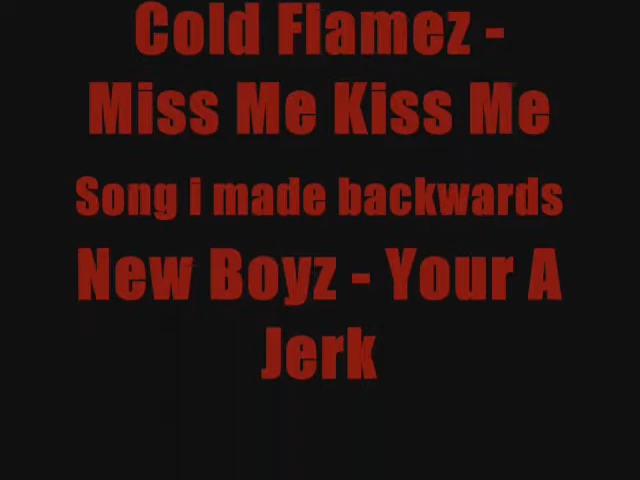 Cold Flamez -
Miss Me Kiss Me
Song i made backwards
New Boyz - Your A
Jerk